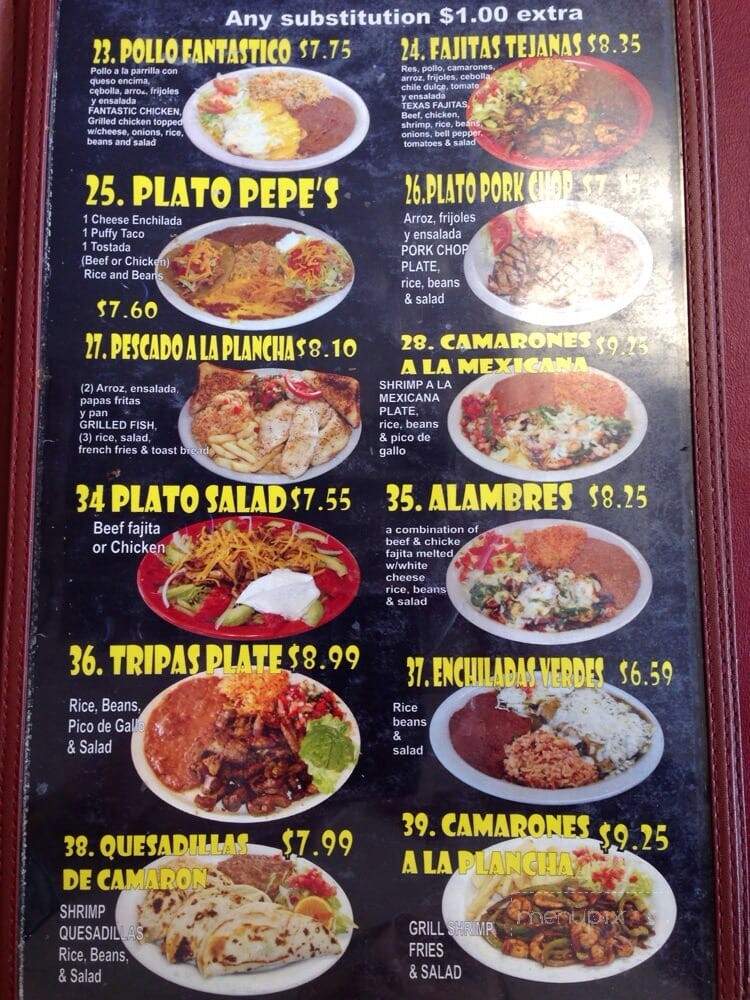 Any substitution $1.00 extra
23. POLLO FANTASTICO $7.75
Pollo a la parrilla con
queso encima,
cebolla, arroz, frijoles
y ensalada
FANTASTIC CHICKEN,
Grilled chicken topped
w/cheese, onions, rice,
beans and salad
24. FAJITAS TEJANAS $8.35
Res, pollo, camarones,
arroz, frijoles, cebolla,
chile dulce, tomate
y ensalada
TEXAS FAJITAS,
Beef, chicken,
shrimp, rice, beans,
onions, bell pepper,
tomatoes & salad
25. PLATO PEPE'S
1 Cheese Enchilada
1 Puffy Taco
1 Tostada
(Beef or Chicken)
Rice and Beans
$7.60
26.PLATO PORK CHOP
Arroz, frijoles
y ensalada
PORK CHOP
PLATE,
rice, beans
& salad
27. PESCADO A LA PLANCHA $8.10
(2) Arroz, ensalada,
papas fritas
y pan
GRILLED FISH,
(3) rice, salad,
french fries & toast bread
28. CAMARONES $9.25
A LA MEXICANA
SHRIMP A LA
MEXICANA
PLATE,
rice, beans
& pico de
gallo
34 PLATO SALAD $7.55
Beef fajita
or Chicken
35. ALAMBRES $8.25
a combination of
beef & chicke
fajita melted
w/white
cheese
rice, beans
& salad
36. TRIPAS PLATE $8.99
Rice, Beans,
Pico de Gallo
& Salad
37. ENCHILADAS VERDES $6.59
Rice
beans
&
salad
38. QUESADILLAS $7.99
DE CAMARON
SHRIMP
QUESADILLAS
Rice, Beans,
& Salad
39. CAMARONES $9.25
A LA PLANCHA
GRILL SHRIMP
FRIES
& SALAD
menupix